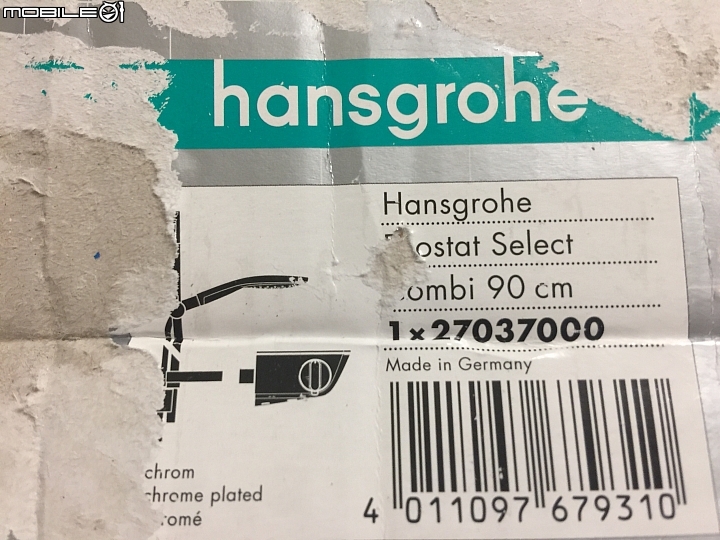 MOBILE01
hansgrohe
Hansgrohe
ostat Select
ombi 90 cm
1 x 27037000
Made in Germany
chrom
chrome plated
romé
4 011097 679310